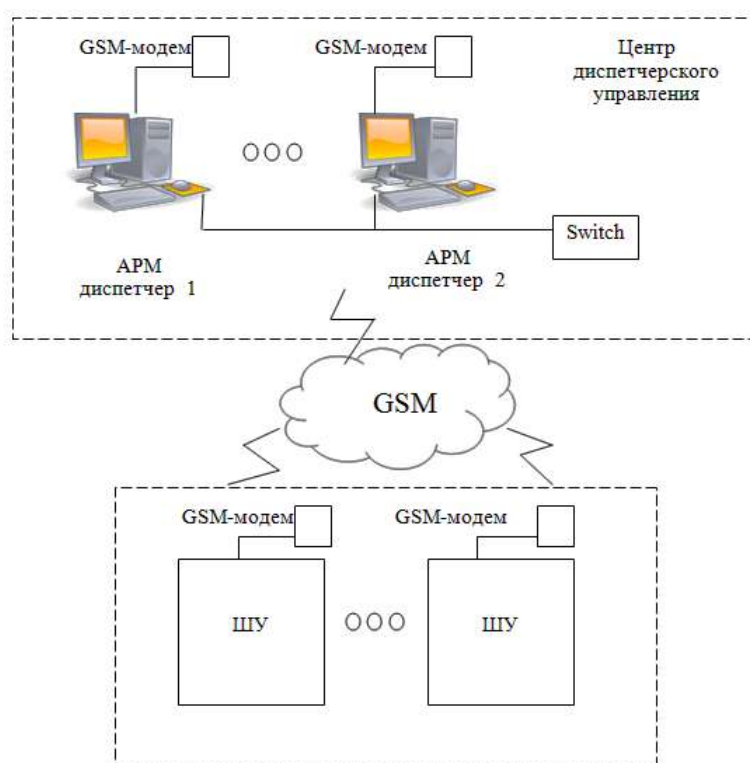 GSM-модем
GSM-модем
Центр
диспетчерского
управления
Switch
АРМ
диспетчер 1
АРМ
диспетчер 2
GSM
GSM-модем
GSM-модем
ШУ
ШУ